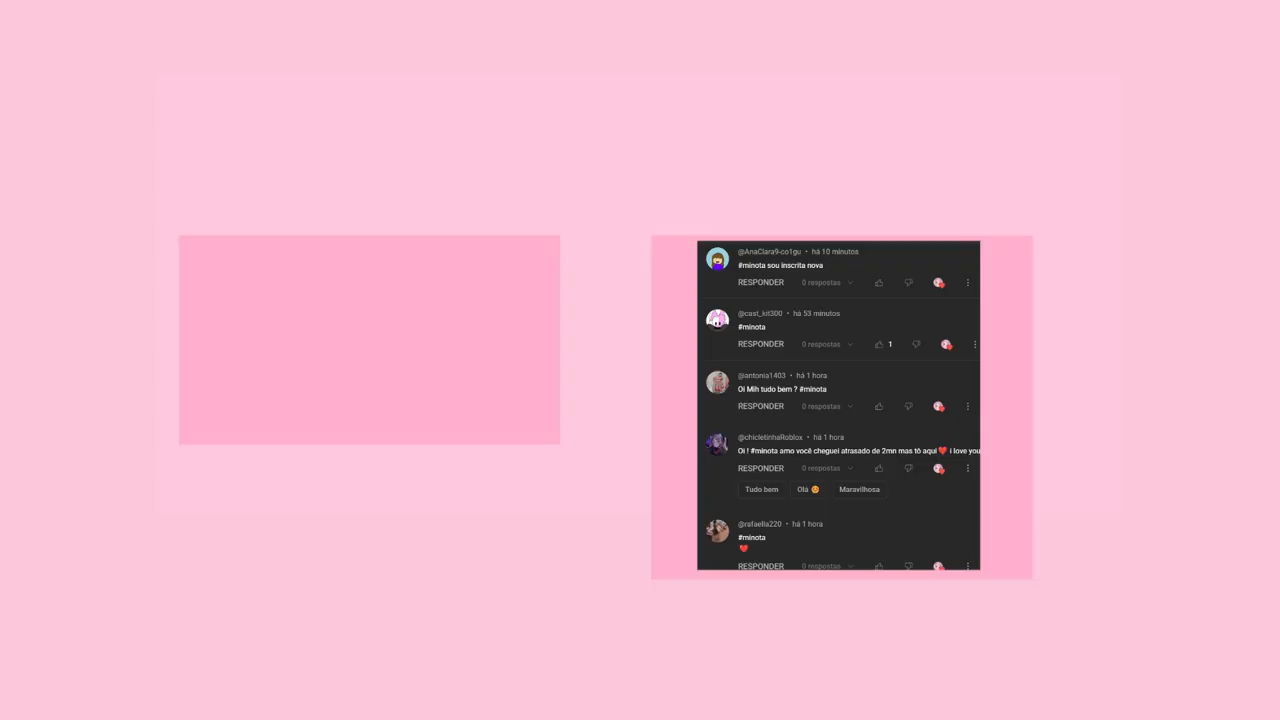 @AnaClara9-co1gu • há 10 minutos
#minota sou inscrita nova
RESPONDER 0 respostas
@cast_kit300 • há 53 minutos
#minota
RESPONDER 0 respostas 1
@antonia1403 • há 1 hora
Oi Mih tudo bem ? #minota
RESPONDER 0 respostas
@chicletinhaRoblox • há 1 hora
Oi ! #minota amo você cheguei atrasado de 2mn mas tô aqui❤️ i love you
RESPONDER 0 respostas
Tudo bem Olá 😍 Maravilhosa
@rafaella220 • há 1 hora
#minota
❤️
RESPONDER 0 respostas